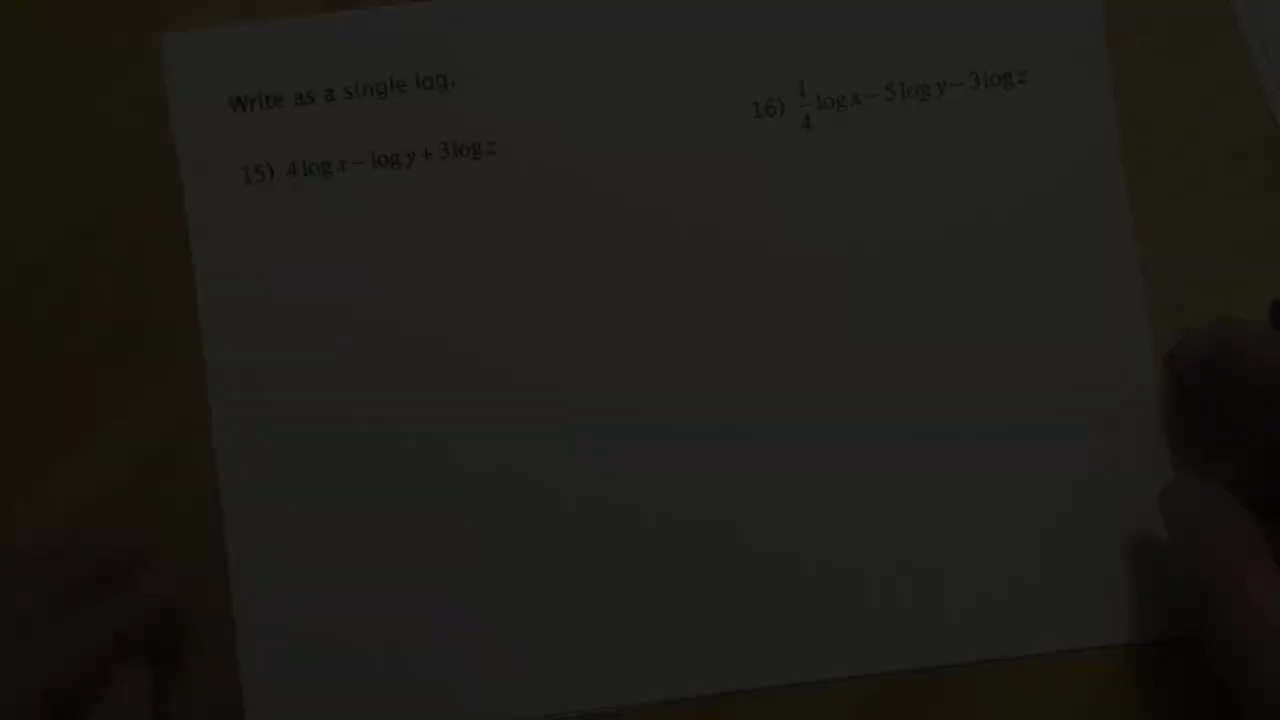 Write as a single log.
15) 4 log x − log y + 3 log z
16) 1/4 log x − 5 log y − 3 log z